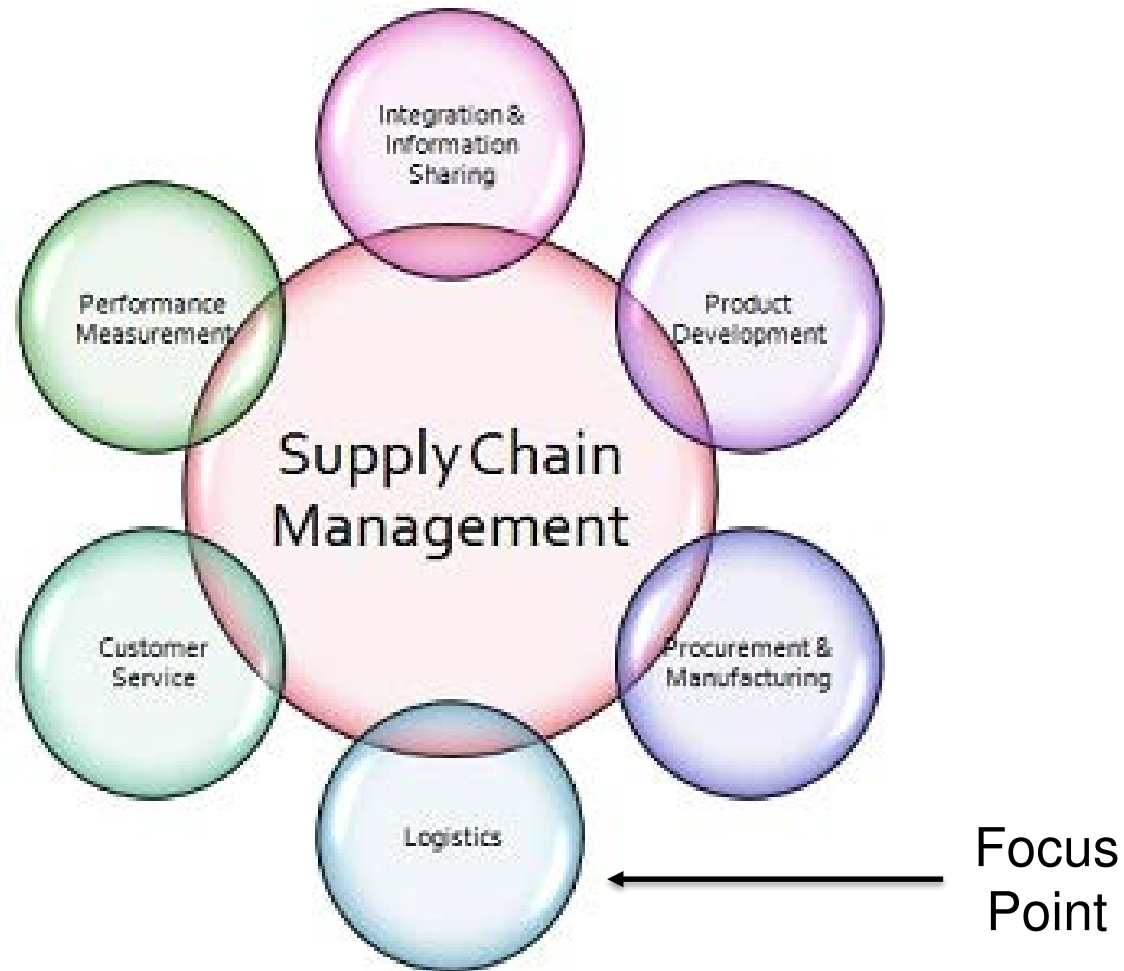 Integration &
Information
Sharing
Performance
Measurement
Product
Development
Supply Chain
Management
Customer
Service
Procurement &
Manufacturing
Logistics
Focus
Point